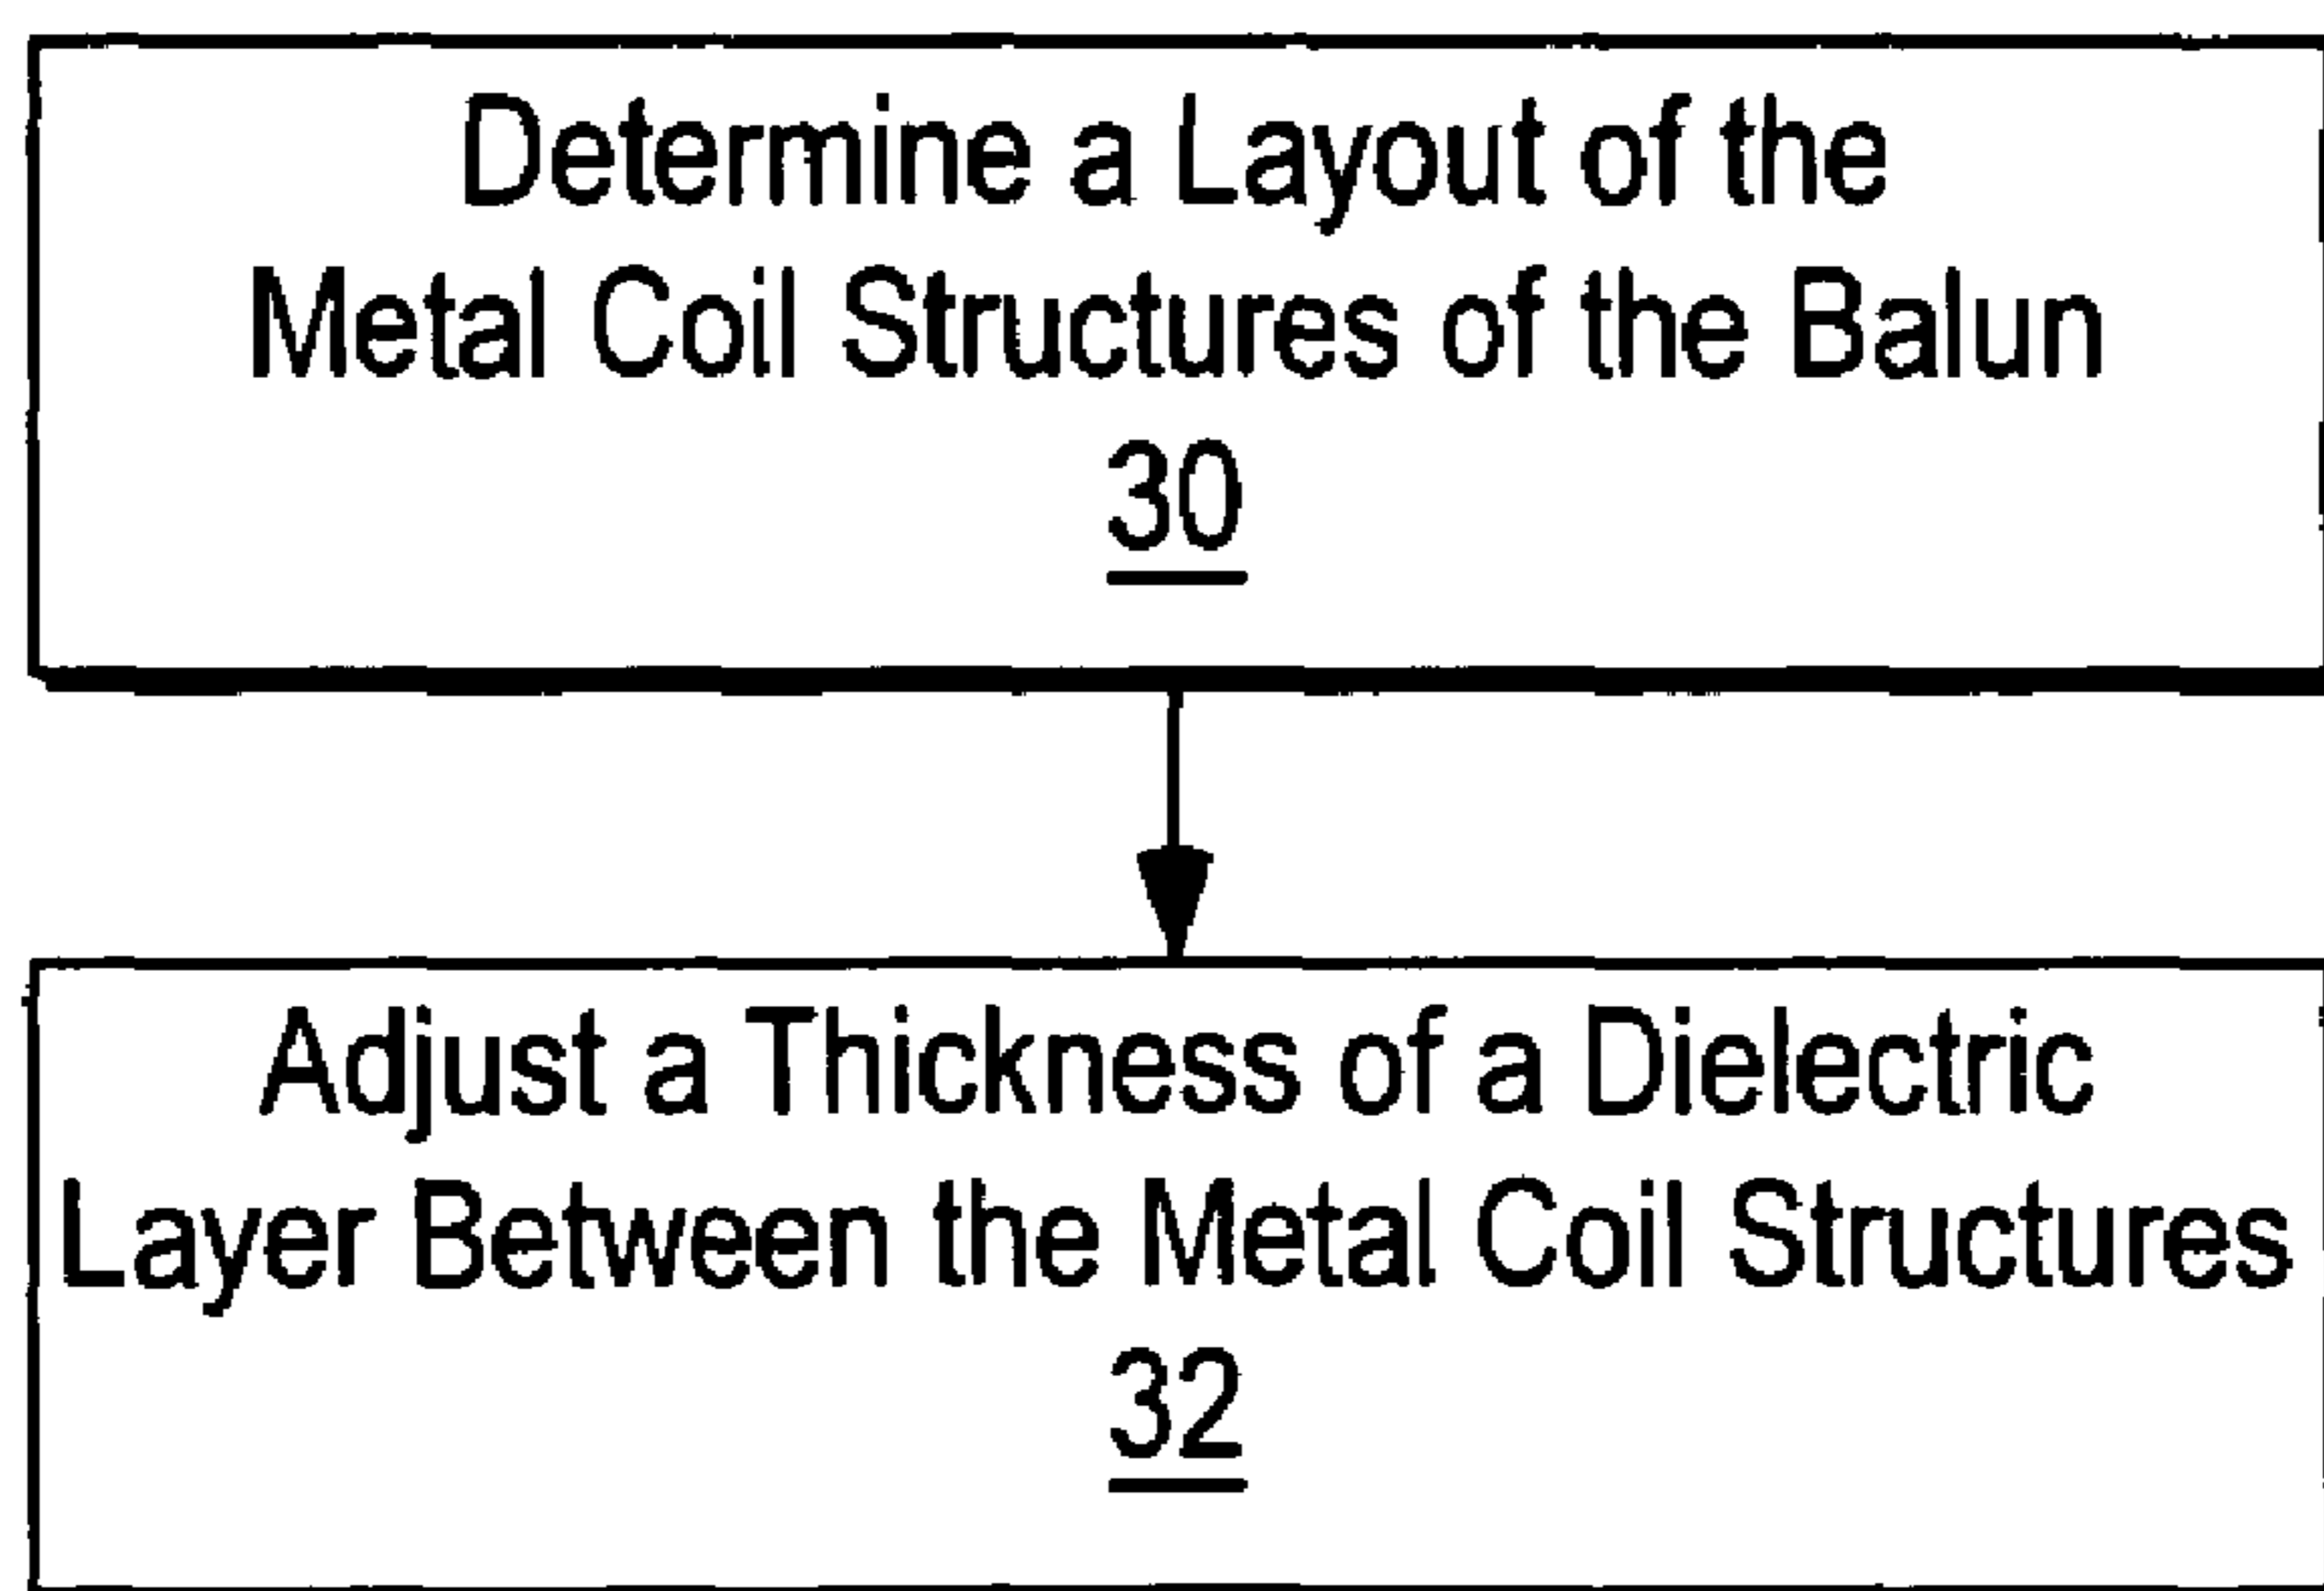 Determine a Layout of the
Metal Coil Structures of the Balun
30
Adjust a Thickness of a Dielectric
Layer Between the Metal Coil Structures
32